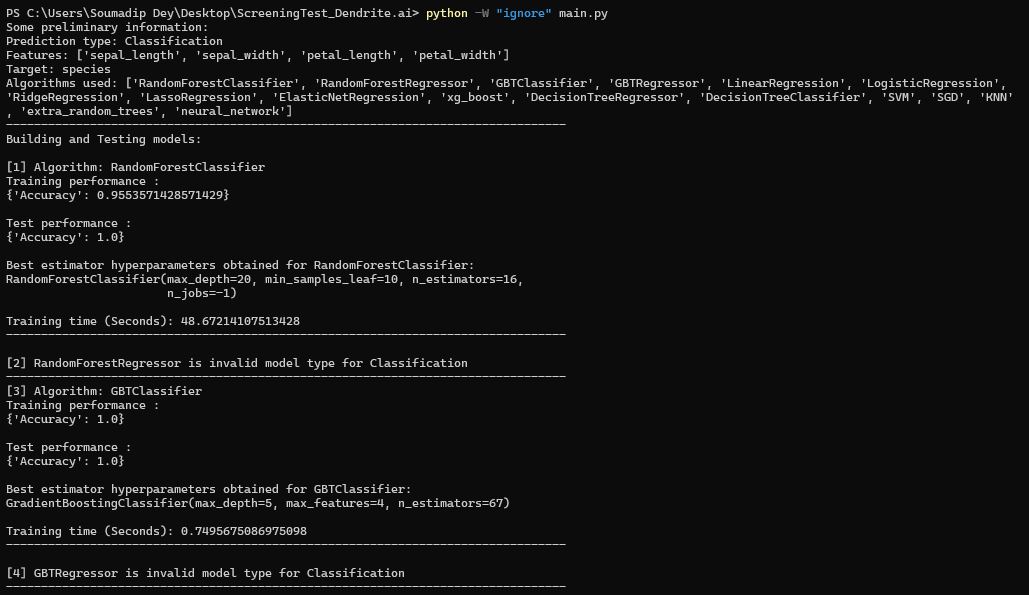 PS C:\Users\Soumadip Dey\Desktop\ScreeningTest_Dendrite.ai> python -W "ignore" main.py
Some preliminary information:
Prediction type: Classification
Features: ['sepal_length', 'sepal_width', 'petal_length', 'petal_width']
Target: species
Algorithms used: ['RandomForestClassifier', 'RandomForestRegressor', 'GBTClassifier', 'GBTRegressor', 'LinearRegression', 'LogisticRegression',
'RidgeRegression', 'LassoRegression', 'ElasticNetRegression', 'xg_boost', 'DecisionTreeRegressor', 'DecisionTreeClassifier', 'SVM', 'SGD', 'KNN'
, 'extra_random_trees', 'neural_network']
--------------------------------------------------------------------------------
Building and Testing models:
[1] Algorithm: RandomForestClassifier
Training performance :
{'Accuracy': 0.9553571428571429}
Test performance :
{'Accuracy': 1.0}
Best estimator hyperparameters obtained for RandomForestClassifier:
RandomForestClassifier(max_depth=20, min_samples_leaf=10, n_estimators=16,
n_jobs=-1)
Training time (Seconds): 48.67214107513428
--------------------------------------------------------------------------------
[2] RandomForestRegressor is invalid model type for Classification
--------------------------------------------------------------------------------
[3] Algorithm: GBTClassifier
Training performance :
{'Accuracy': 1.0}
Test performance :
{'Accuracy': 1.0}
Best estimator hyperparameters obtained for GBTClassifier:
GradientBoostingClassifier(max_depth=5, max_features=4, n_estimators=67)
Training time (Seconds): 0.7495675086975098
--------------------------------------------------------------------------------
[4] GBTRegressor is invalid model type for Classification
--------------------------------------------------------------------------------